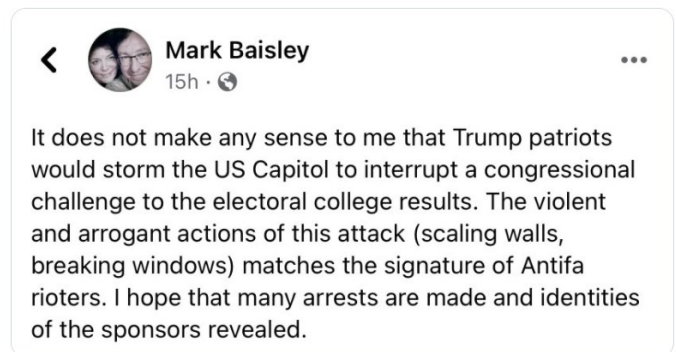 Mark Baisley
15h ·
It does not make any sense to me that Trump patriots
would storm the US Capitol to interrupt a congressional
challenge to the electoral college results. The violent
and arrogant actions of this attack (scaling walls,
breaking windows) matches the signature of Antifa
rioters. I hope that many arrests are made and identities
of the sponsors revealed.